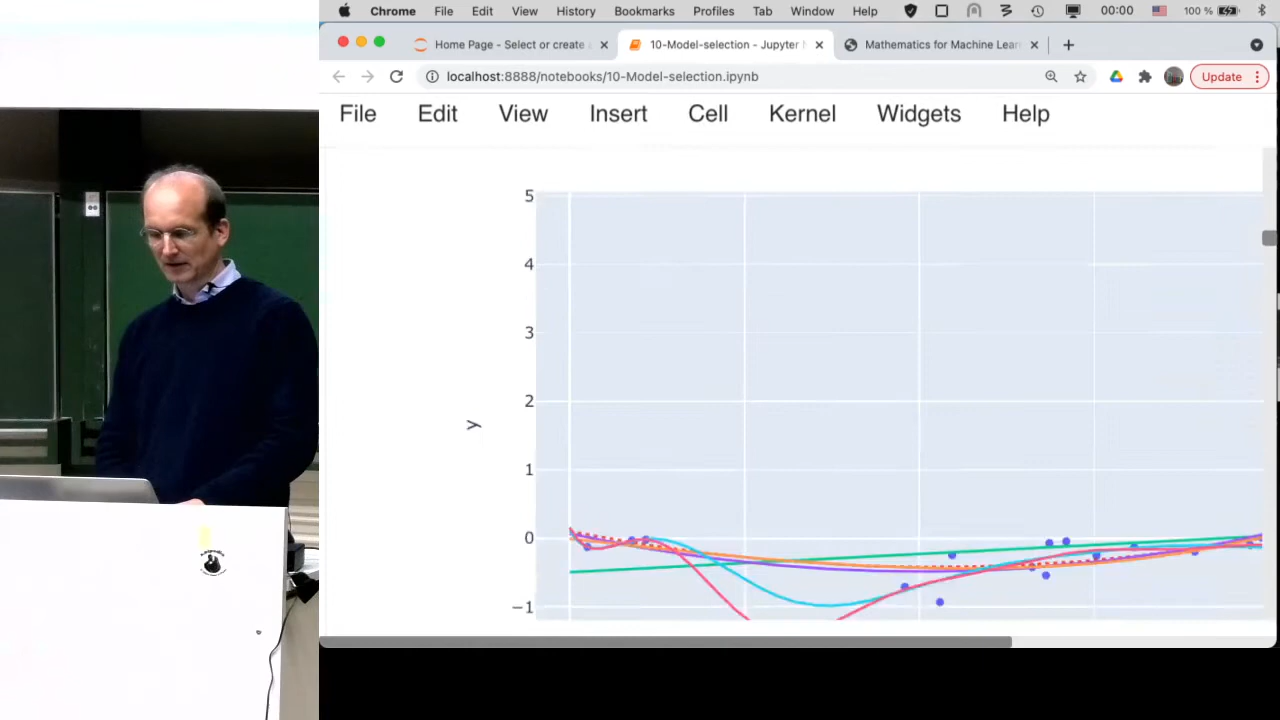 Chrome File Edit View History Bookmarks Profiles Tab Window Help 00:00 100 %
Home Page - Select or create a
10-Model-selection - Jupyter
Mathematics for Machine Lear
localhost:8888/notebooks/10-Model-selection.ipynb
Update
File Edit View Insert Cell Kernel Widgets Help
5
4
3
2
1
0
−1
y